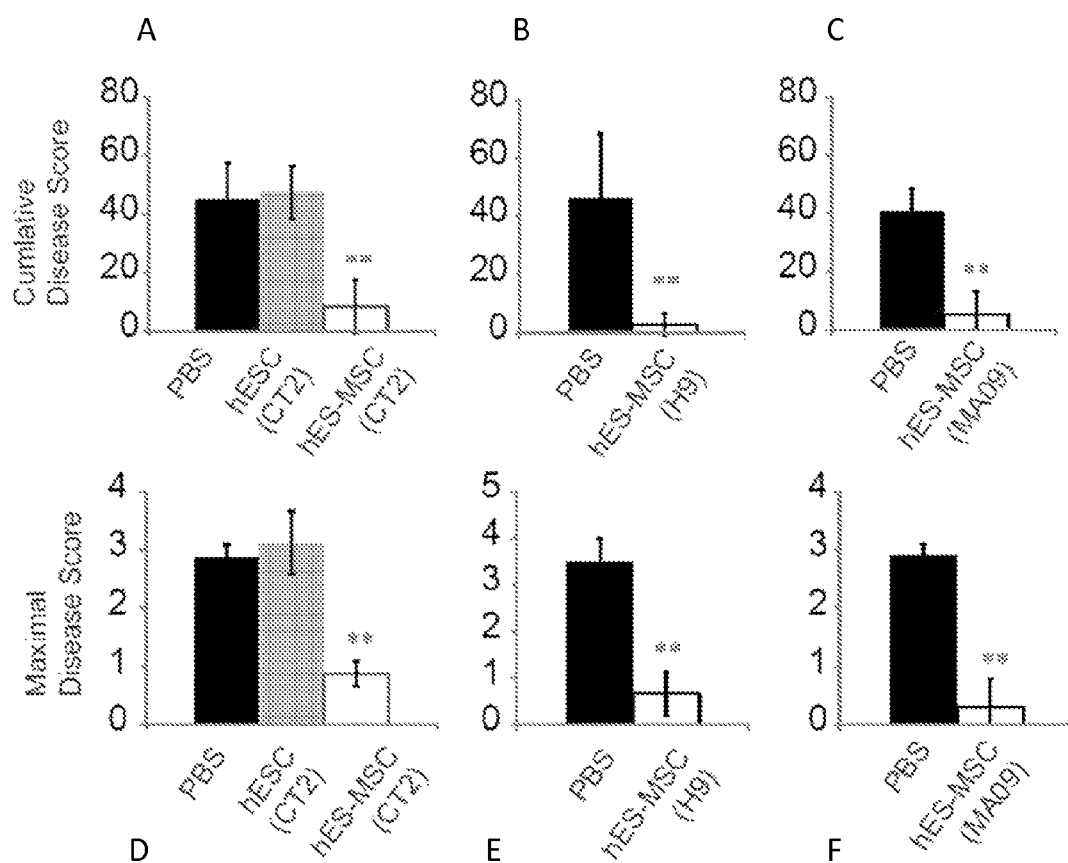 A
B
C
Cumlative
Disease Score
80
60
40
20
0
**
PBS
hESC
(CT2)
hES-MSC
(CT2)
80
60
40
20
0
**
PBS
hES-MSC
(H9)
80
60
40
20
0
**
PBS
hES-MSC
(MA09)
Maximal
Disease Score
4
3
2
1
0
**
PBS
hESC
(CT2)
hES-MSC
(CT2)
5
4
3
2
1
0
**
PBS
hES-MSC
(H9)
4
3
2
1
0
**
PBS
hES-MSC
(MA09)
D
E
F